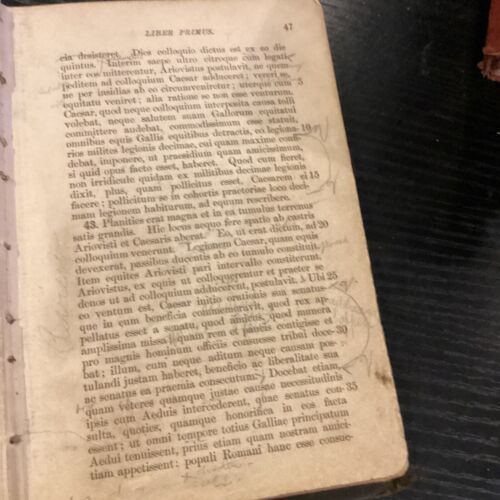 LIBER PRIMUS. 47
cia desisteret. Dies colloquio dictus est ex eo die
quintus. Interim saepe ultro citroque cum legati
inter eos mitterentur, Ariovistus postulavit, ne quem
peditem ad colloquium Caesar adduceret; vereri se,
ne per insidias ab eo circumveniretur; uterque cum 5
equitatu veniret; alia ratione se non esse venturum.
Caesar, quod neque colloquium interposita causa tolli
volebat, neque salutem suam Gallorum equitatui
committere audebat, commodissimum esse statuit,
omnibus equis Gallis equitibus detractis, eo legiona- 10
rios milites legionis decimae, cui quam maxime confi-
debat, imponere, ut praesidium quam amicissimum,
si quid opus facto esset, haberet. Quod cum fieret,
non irridicule quidam ex militibus decimae legionis
dixit, plus, quam pollicitus esset, Caesarem ei 15
facere; pollicitum se in cohortis praetoriae loco deci-
mam legionem habiturum, ad equum rescribere.
43. Planities erat magna et in ea tumulus terrenus
satis grandis. Hic locus aequo fere spatio ab castris
Ariovisti et Caesaris aberat. Eo, ut erat dictum, ad 20
colloquium venerunt. Legionem Caesar, quam equis
devexerat, passibus ducentis ab eo tumulo constituit.
Item equites Ariovisti pari intervallo constiterunt.
Ariovistus, ex equis ut colloquerentur et praeter se
denos ut ad colloquium adducerent, postulavit. Ubi 25
eo ventum est, Caesar initio orationis sua senatus-
que in eum beneficia commemoravit, quod rex ap-
pellatus esset a senatu, quod amicus, quod munera
amplissima missa; quam rem et paucis contigisse et
pro magnis hominum officiis consuesse tribui doce- 30
bat; illum, cum neque aditum neque causam pos-
tulandi justam haberet, beneficio ac liberalitate sua
ac senatus ea praemia consecutum. Docebat etiam,
quam veteres quamque justae causae necessitudinis
ipsis cum Aeduis intercederent, quae senatus con- 35
sulta, quoties, quamque honorifica in eos facta
essent; ut omni tempore totius Galliae principatum
Aedui tenuissent, prius etiam quam nostram amici-
tiam appetissent: populi Romani hanc esse consue-